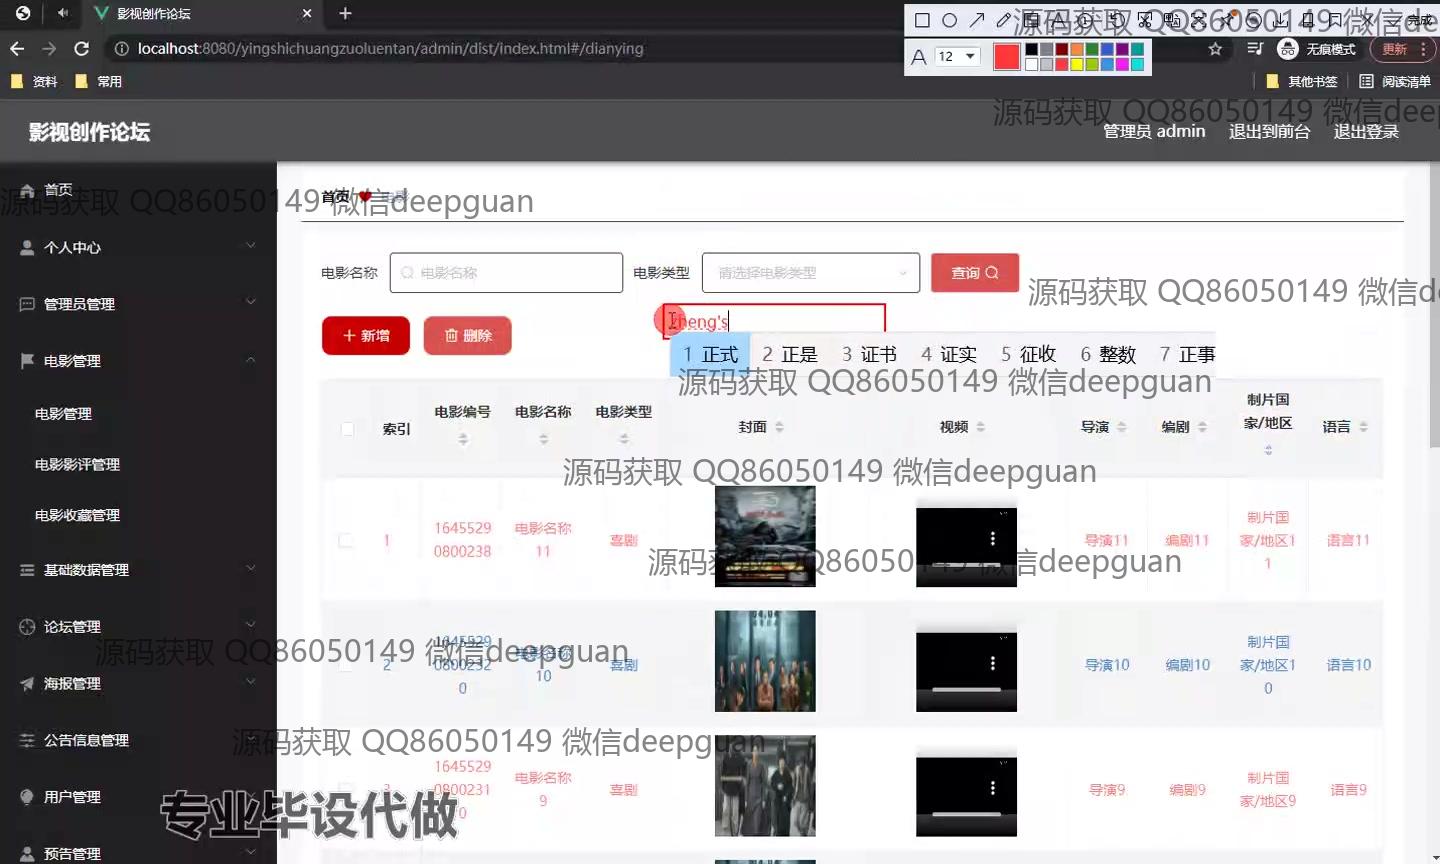 影视创作论坛
完成
localhost:8080/yingshichuangzuoluentan/admin/dist/index.html#/dianying
无痕模式
更新
资料
常用
其他书签
阅读清单
A
12
影视创作论坛
管理员 admin
退出到前台
退出登录
源码获取 QQ86050149 微信deep
首页
个人中心
管理员管理
电影管理
电影管理
电影影评管理
电影收藏管理
基础数据管理
论坛管理
海报管理
公告信息管理
用户管理
预告管理
首页
源码获取 QQ86050149 微信deepguan
电影名称
电影名称
电影类型
请选择电影类型
查询
源码获取 QQ86050149 微信d
新增
删除
zheng's
1 正式 2 正是 3 证书 4 证实 5 征收 6 整数 7 正事
源码获取 QQ86050149 微信deepguan
索引 电影编号 电影名称 电影类型 封面 视频 导演 编剧 制片国家/地区 语言
源码获取 QQ86050149 微信deepguan
1 16455290800238 电影名称11 喜剧 导演11 编剧11 制片国家/地区11 语言11
源码获取 QQ86050149 微信deepguan
2 164552908002320 电影名称10 喜剧 导演10 编剧10 制片国家/地区10 语言10
源码获取 QQ86050149 微信deepguan
源码获取 QQ86050149 微信deepguan
3 164552908002310 电影名称9 喜剧 导演9 编剧9 制片国家/地区9 语言9
专业毕设代做